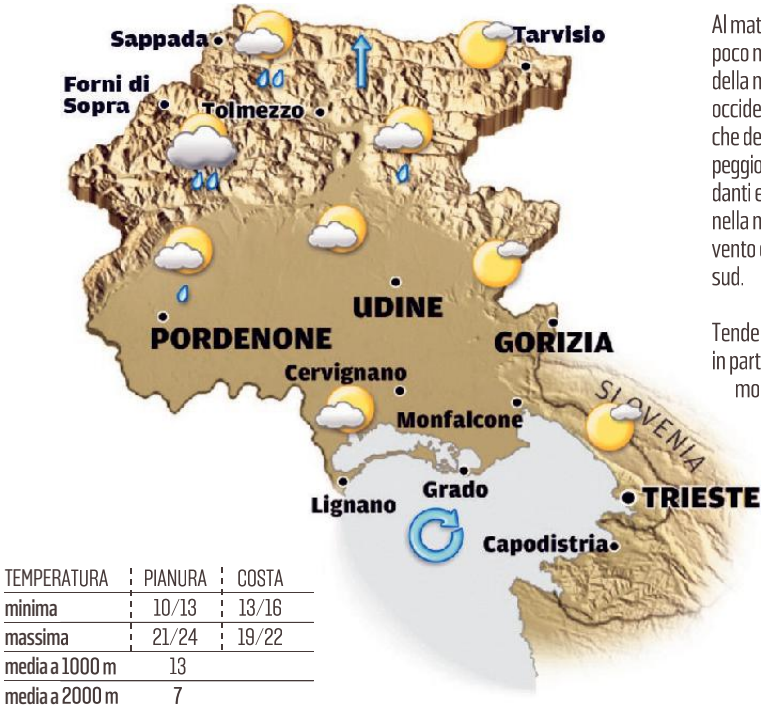 Sappada
Tarvisio
Forni di
Sopra
Tolmezzo
UDINE
PORDENONE
GORIZIA
Cervignano
Monfalcone
SLOVENIA
Lignano
Grado
TRIESTE
Capodistria
TEMPERATURA PIANURA COSTA
minima 10/13 13/16
massima 21/24 19/22
media a 1000 m 13
media a 2000 m 7
Al mat
poco n
della n
occide
che de
peggio
danti e
nella n
vento
sud.
Tende
in part
mo